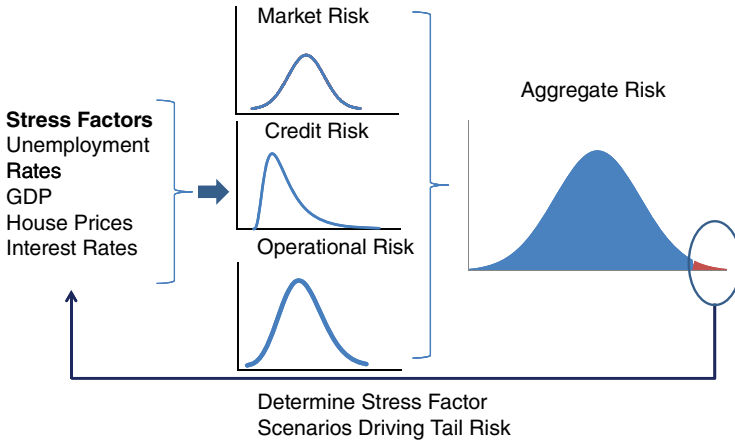 Market Risk
Stress Factors
Unemployment
Rates
GDP
House Prices
Interest Rates
Credit Risk
Operational Risk
Aggregate Risk
Determine Stress Factor
Scenarios Driving Tail Risk